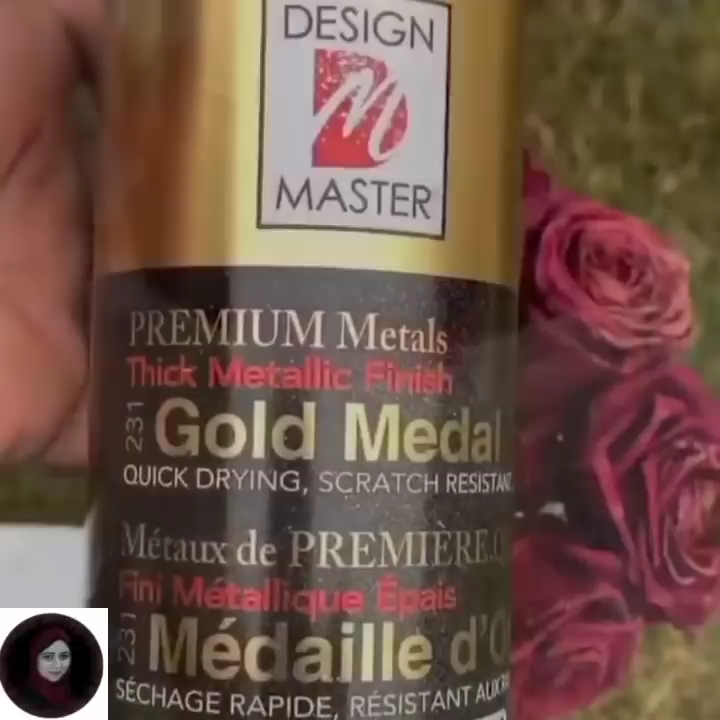 DESIGN
MASTER
PREMIUM Metals
Thick Metallic Finish
231 Gold Medal
QUICK DRYING, SCRATCH RESISTANT
Métaux de PREMIÈRE
Fini Métallique Épais
231 Médaille d'O
SÉCHAGE RAPIDE, RÉSISTANT AUX